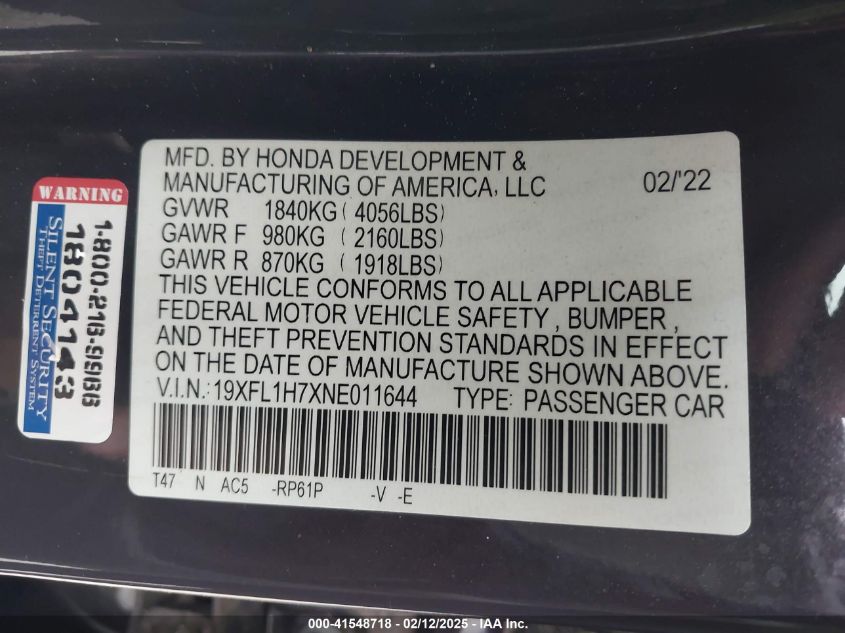 MFD. BY HONDA DEVELOPMENT &
MANUFACTURING OF AMERICA, LLC 02/'22
GVWR 1840KG ( 4056LBS)
GAWR F 980KG ( 2160LBS)
GAWR R 870KG ( 1918LBS)
THIS VEHICLE CONFORMS TO ALL APPLICABLE
FEDERAL MOTOR VEHICLE SAFETY , BUMPER ,
AND THEFT PREVENTION STANDARDS IN EFFECT
ON THE DATE OF MANUFACTURE SHOWN ABOVE.
V.I.N.: 19XFL1H7XNE011644 TYPE: PASSENGER CAR
T47 N AC5 -RP61P -V -E
WARNING
SILENT SECURITY
THEFT DETERRENT SYSTEM
1804143
1-800-216-9966
000-41548718 - 02/12/2025 - IAA Inc.